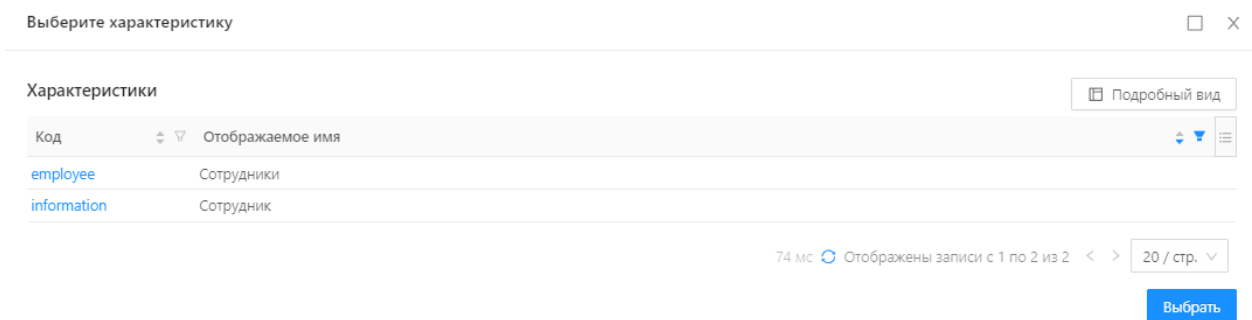 Выберите характеристику
Характеристики
Подробный вид
Код Отображаемое имя
employee Сотрудники
information Сотрудник
74 мс Отображены записи с 1 по 2 из 2 < > 20 / стр.
Выбрать